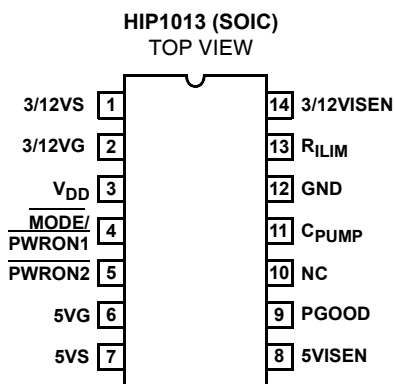 HIP1013 (SOIC)
TOP VIEW
3/12VS 1
14 3/12VISEN
3/12VG 2
13 RILIM
VDD 3
12 GND
MODE/
PWRON1 4
11 CPUMP
PWRON2 5
10 NC
5VG 6
9 PGOOD
5VS 7
8 5VISEN